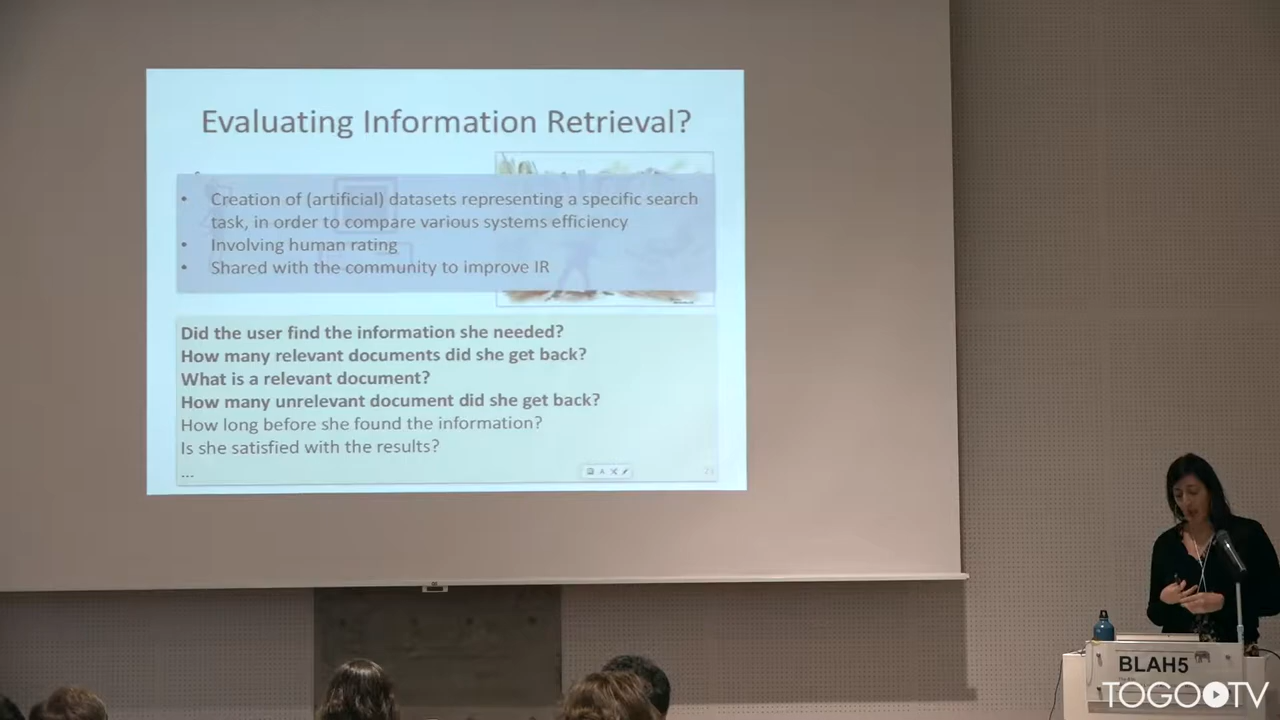 Evaluating Information Retrieval?
• Creation of (artificial) datasets representing a specific search
task, in order to compare various systems efficiency
• Involving human rating
• Shared with the community to improve IR
Did the user find the information she needed?
How many relevant documents did she get back?
What is a relevant document?
How many unrelevant document did she get back?
How long before she found the information?
Is she satisfied with the results?
...
BLAH5
TOGO TV